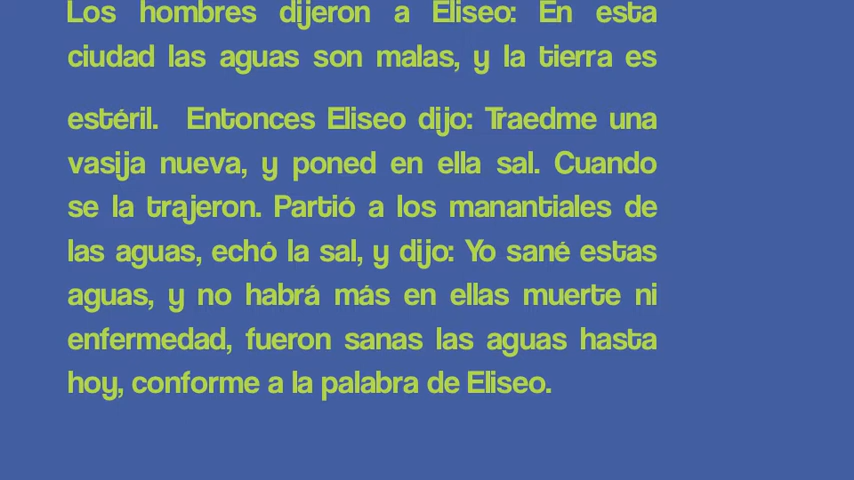 Los hombres dijeron a Eliseo: En esta
ciudad las aguas son malas, y la tierra es
estéril. Entonces Eliseo dijo: Traedme una
vasija nueva, y poned en ella sal. Cuando
se la trajeron. Partió a los manantiales de
las aguas, echó la sal, y dijo: Yo sané estas
aguas, y no habrá más en ellas muerte ni
enfermedad, fueron sanas las aguas hasta
hoy, conforme a la palabra de Eliseo.